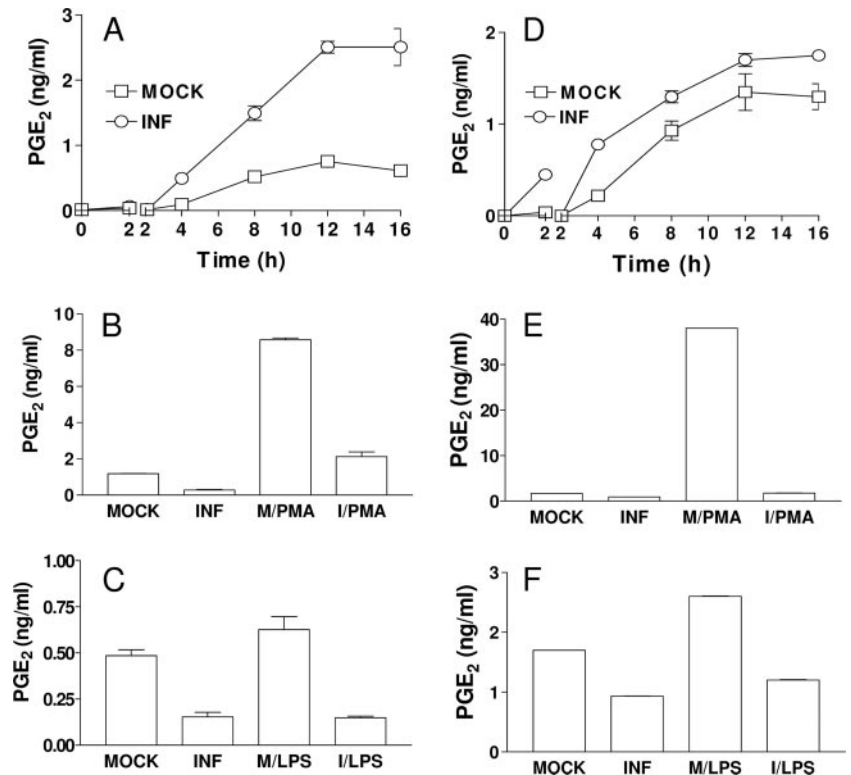 A
PGE2 (ng/ml)
3
2
1
0
MOCK
INF
0 2 2 4 6 8 10 12 14 16
Time (h)
B
PGE2 (ng/ml)
10
8
6
4
2
0
MOCK INF M/PMA I/PMA
C
PGE2 (ng/ml)
1.00
0.75
0.50
0.25
0.00
MOCK INF M/LPS I/LPS
D
PGE2 (ng/ml)
2
1
0
MOCK
INF
0 2 2 4 6 8 10 12 14 16
Time (h)
E
PGE2 (ng/ml)
40
30
20
10
0
MOCK INF M/PMA I/PMA
F
PGE2 (ng/ml)
3
2
1
0
MOCK INF M/LPS I/LPS